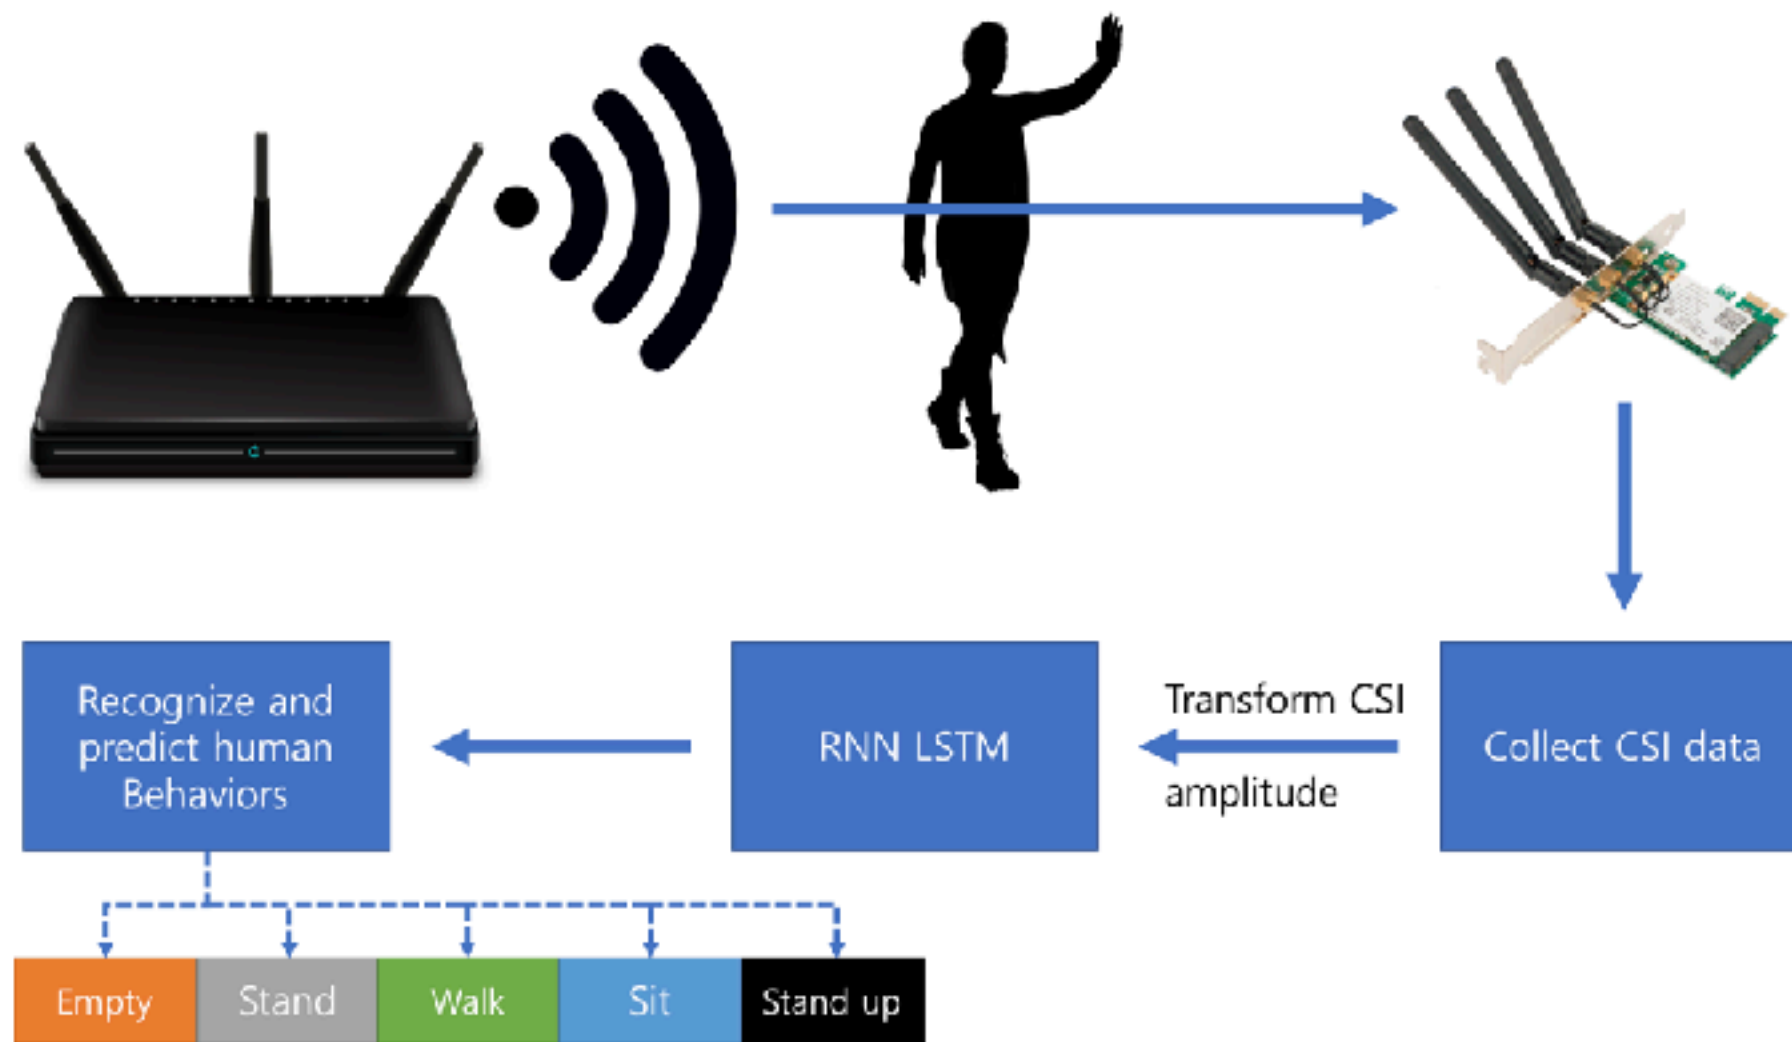 Recognize and
predict human
Behaviors
RNN LSTM
Transform CSI
amplitude
Collect CSI data
Empty
Stand
Walk
Sit
Stand up